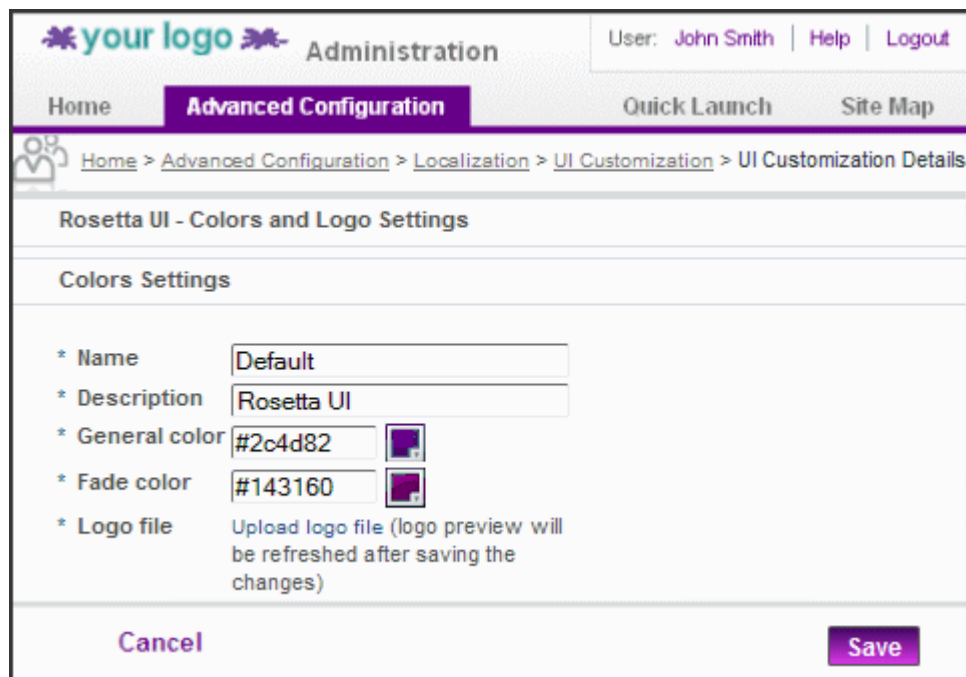 your logo Administration
User: John Smith | Help | Logout
Home Advanced Configuration Quick Launch Site Map
Home > Advanced Configuration > Localization > UI Customization > UI Customization Details
Rosetta UI - Colors and Logo Settings
Colors Settings
* Name Default
* Description Rosetta UI
* General color #2c4d82
* Fade color #143160
* Logo file Upload logo file (logo preview will
be refreshed after saving the
changes)
Cancel Save